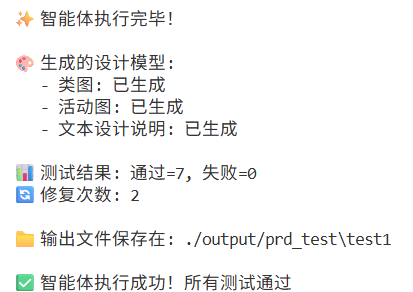 ✨ 智能体执行完毕！
🎨 生成的设计模型:
- 类图: 已生成
- 活动图: 已生成
- 文本设计说明: 已生成
📊 测试结果: 通过=7, 失败=0
🔄 修复次数: 2
📁 输出文件保存在: ./output/prd_test\test1
✅ 智能体执行成功！所有测试通过